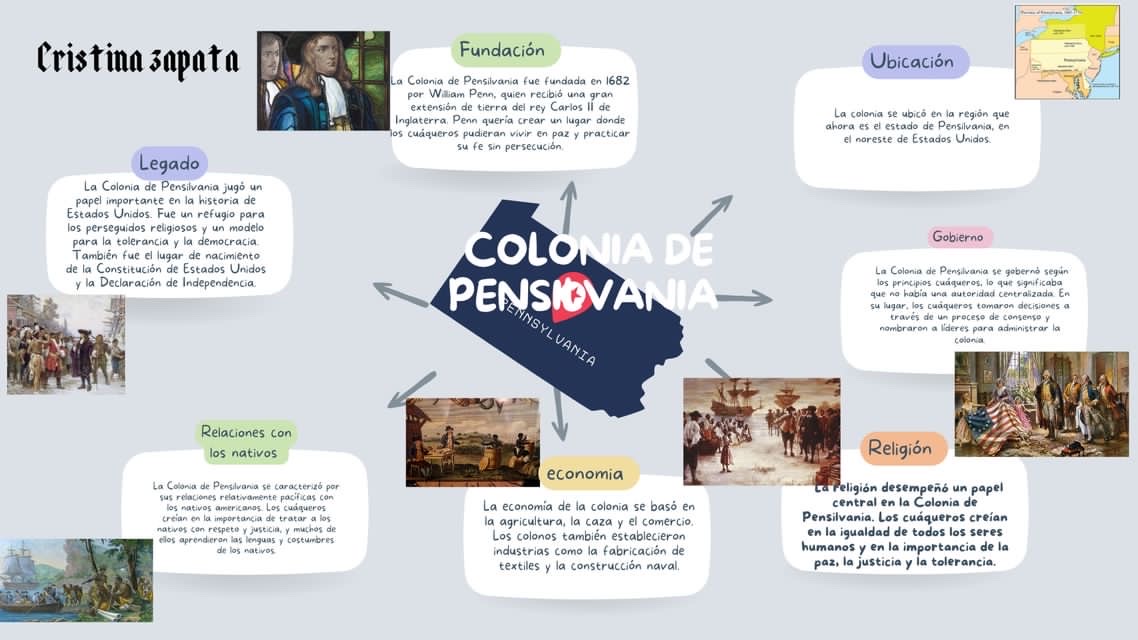 Cristina zapata
Fundación
La Colonia de Pensilvania fue fundada en 1682
por William Penn, quien recibió una gran
extensión de tierra del rey Carlos II de
Inglaterra. Penn quería crear un lugar donde
los cuáqueros pudieran vivir en paz y practicar
su fe sin persecución.
Ubicación
La colonia se ubicó en la región que
ahora es el estado de Pensilvania, en
el noreste de Estados Unidos.
Legado
La Colonia de Pensilvania jugó un
papel importante en la historia de
Estados Unidos. Fue un refugio para
los perseguidos religiosos y un modelo
para la tolerancia y la democracia.
También fue el lugar de nacimiento
de la Constitución de Estados Unidos
y la Declaración de Independencia.
COLONIA DE
PENSILVANIA
PENNSYLVANIA
Gobierno
La Colonia de Pensilvania se gobernó según
los principios cuáqueros, lo que significaba
que no había una autoridad centralizada. En
su lugar, los cuáqueros tomaron decisiones a
través de un proceso de consenso y
nombraron a líderes para administrar la
colonia.
Relaciones con
los nativos
La Colonia de Pensilvania se caracterizó por
sus relaciones relativamente pacíficas con
los nativos americanos. Los cuáqueros
creían en la importancia de tratar a los
nativos con respeto y justicia, y muchos de
ellos aprendieron las lenguas y costumbres
de los nativos.
economia
La economía de la colonia se basó en
la agricultura, la caza y el comercio.
Los colonos también establecieron
industrias como la fabricación de
textiles y la construcción naval.
Religión
La religión desempeñó un papel
central en la Colonia de
Pensilvania. Los cuáqueros creían
en la igualdad de todos los seres
humanos y en la importancia de la
paz, la justicia y la tolerancia.